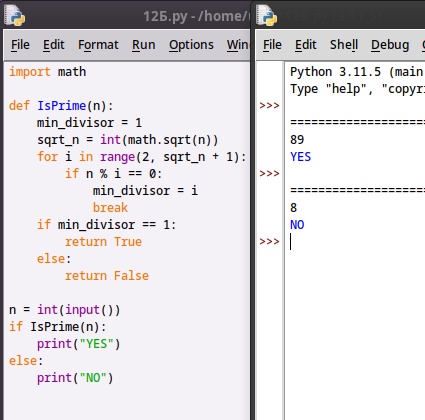 12Б.py - /home/
File Edit Format Run Options
import math
def IsPrime(n):
    min_divisor = 1
    sqrt_n = int(math.sqrt(n))
    for i in range(2, sqrt_n + 1):
        if n % i == 0:
            min_divisor = i
            break
    if min_divisor == 1:
        return True
    else:
        return False
n = int(input())
if IsPrime(n):
    print("YES")
else:
    print("NO")
File Edit Shell Debug Options
Python 3.11.5 (main
Type "help", "copyr
>>>
=====================
89
YES
>>>
=====================
8
NO
>>>